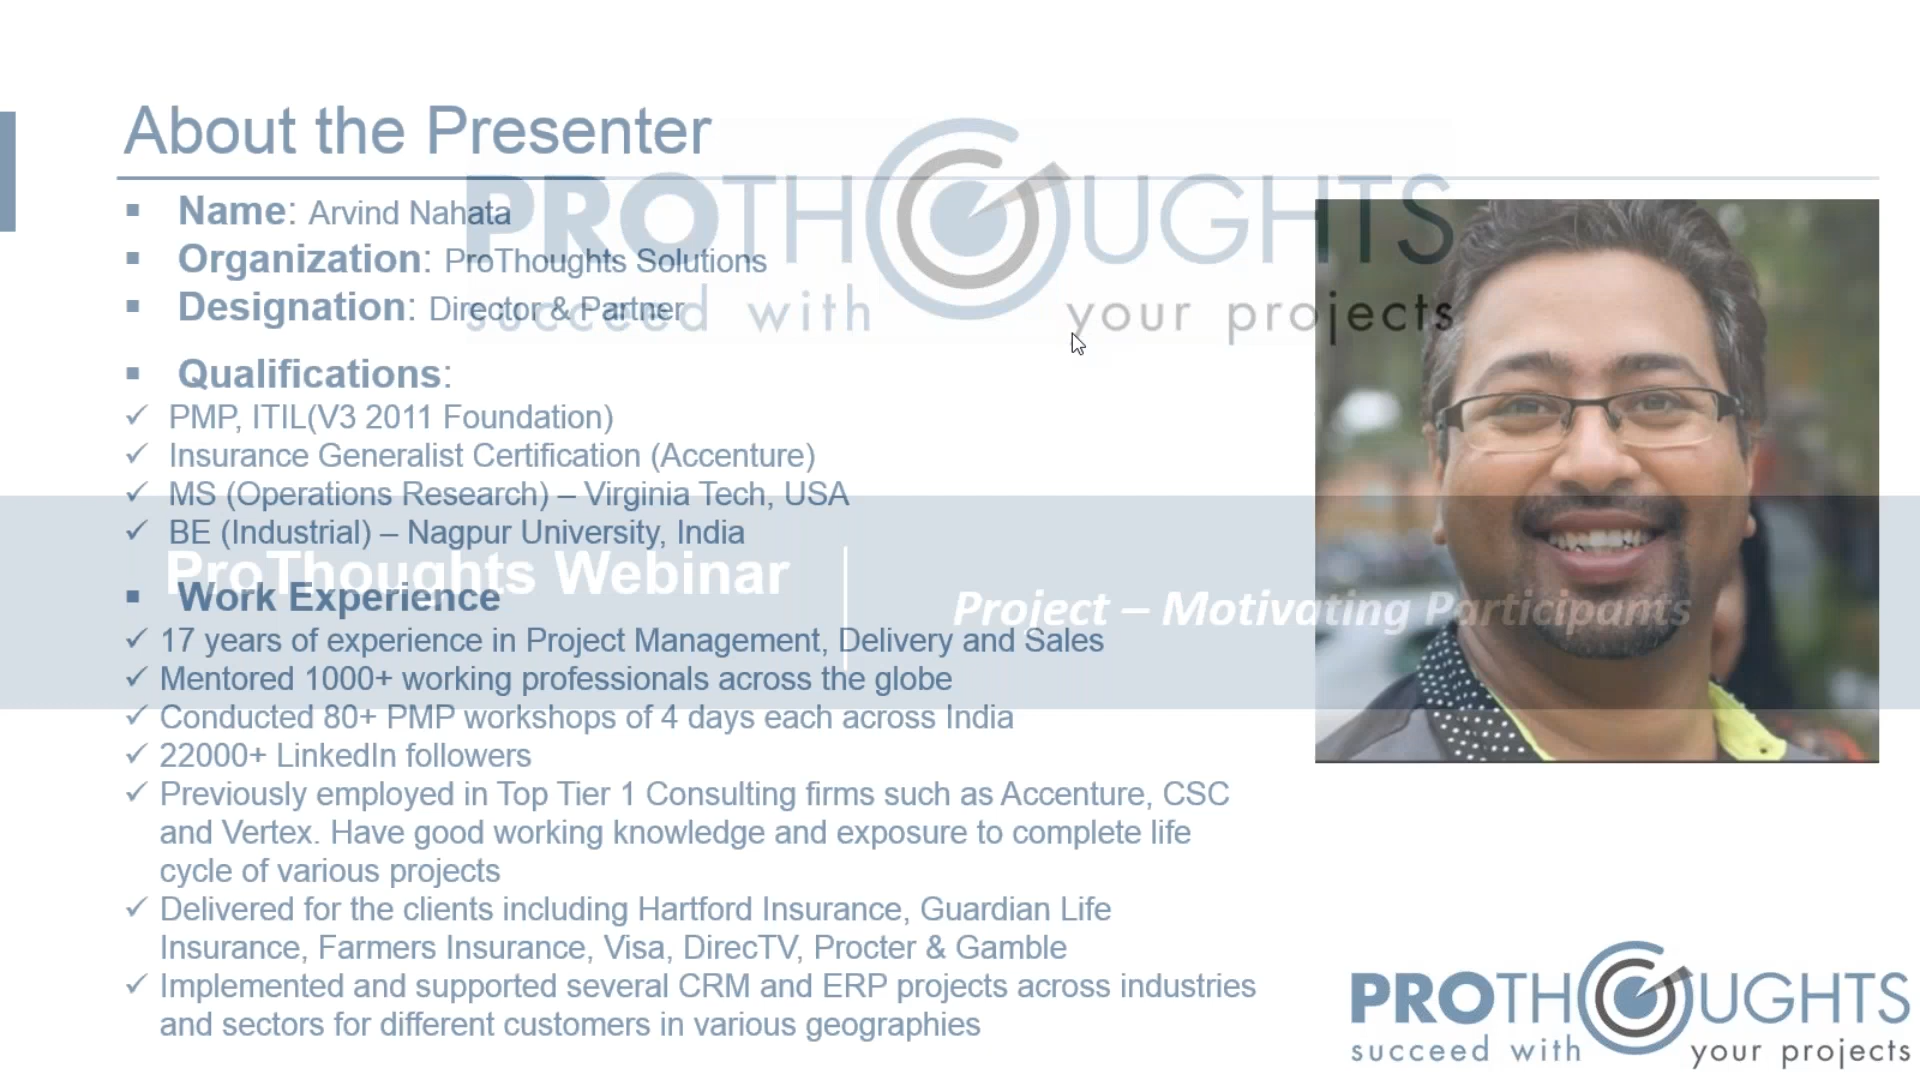 About the Presenter
PROTHOUGHTS
succeed with your projects
▪ Name: Arvind Nahata
▪ Organization: ProThoughts Solutions
▪ Designation: Director & Partner
▪ Qualifications:
✓ PMP, ITIL(V3 2011 Foundation)
✓ Insurance Generalist Certification (Accenture)
✓ MS (Operations Research) – Virginia Tech, USA
✓ BE (Industrial) – Nagpur University, India
ProThoughts Webinar
Project – Motivating Participants
▪ Work Experience
✓ 17 years of experience in Project Management, Delivery and Sales
✓ Mentored 1000+ working professionals across the globe
✓ Conducted 80+ PMP workshops of 4 days each across India
✓ 22000+ LinkedIn followers
✓ Previously employed in Top Tier 1 Consulting firms such as Accenture, CSC
and Vertex. Have good working knowledge and exposure to complete life
cycle of various projects
✓ Delivered for the clients including Hartford Insurance, Guardian Life
Insurance, Farmers Insurance, Visa, DirecTV, Procter & Gamble
✓ Implemented and supported several CRM and ERP projects across industries
and sectors for different customers in various geographies
PROTHOUGHTS
succeed with your projects